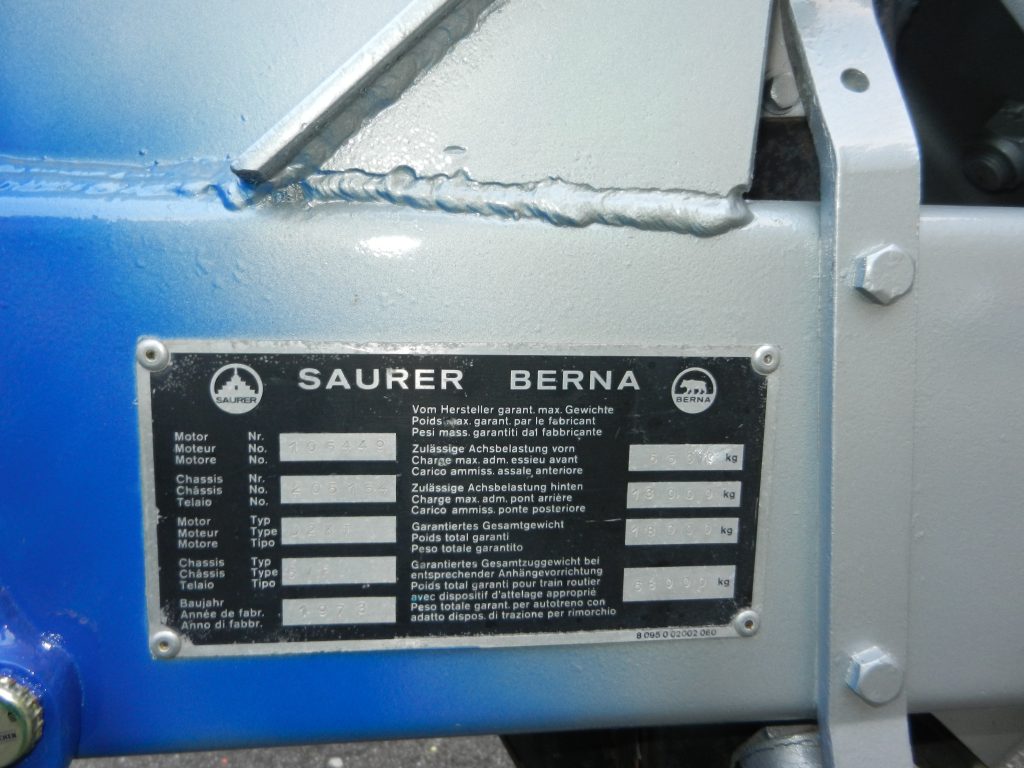 SAURER
SAURER BERNA
BERNA
Vom Hersteller garant. max. Gewichte
Poids max. garant. par le fabricant
Pesi mass. garantiti dal fabbricante
Motor Nr.
Moteur No.
Motore No.
105449
Chassis Nr.
Châssis No.
Telaio No.
Motor Typ
Moteur Type
Motore Tipo
Chassis Typ
Châssis Type
Telaio Tipo
Baujahr
Année de fabr.
Anno di fabbr.
Zulässige Achsbelastung vorn
Charge max. adm. essieu avant
Carico ammiss. assale anteriore
kg
Zulässige Achsbelastung hinten
Charge max. adm. pont arrière
Carico ammiss. ponte posteriore
13000 kg
Garantiertes Gesamtgewicht
Poids total garanti
Peso totale garantito
kg
Garantiertes Gesamtzuggewicht bei
entsprechender Anhängevorrichtung
Poids total garanti pour train routier
avec dispositif d'attelage approprié
Peso totale garant. per autotreno con
adatto dispos. di trazione per rimorchio
kg
8 095 0 02002 060